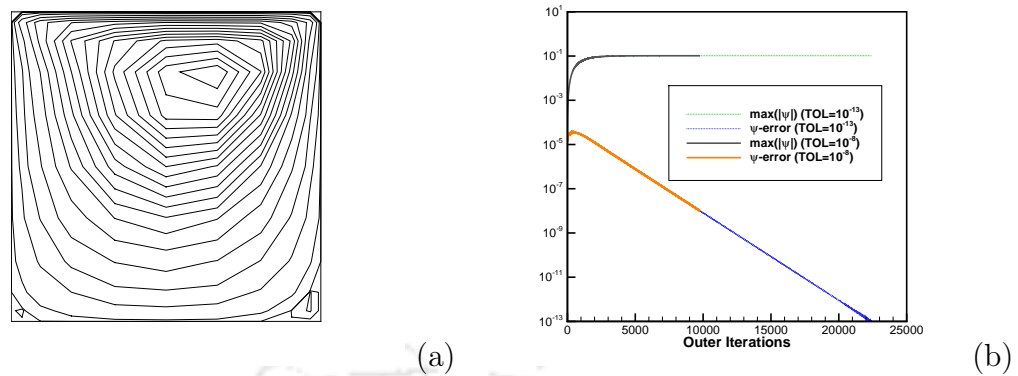 10^1
10^-1
10^-3
10^-5
10^-7
10^-9
10^-11
10^-13
max(|ψ|) (TOL=10^-13)
ψ-error (TOL=10^-13)
max(|ψ|) (TOL=10^-8)
ψ-error (TOL=10^-8)
0 5000 10000 15000 20000 25000
Outer Iterations
(a) (b)